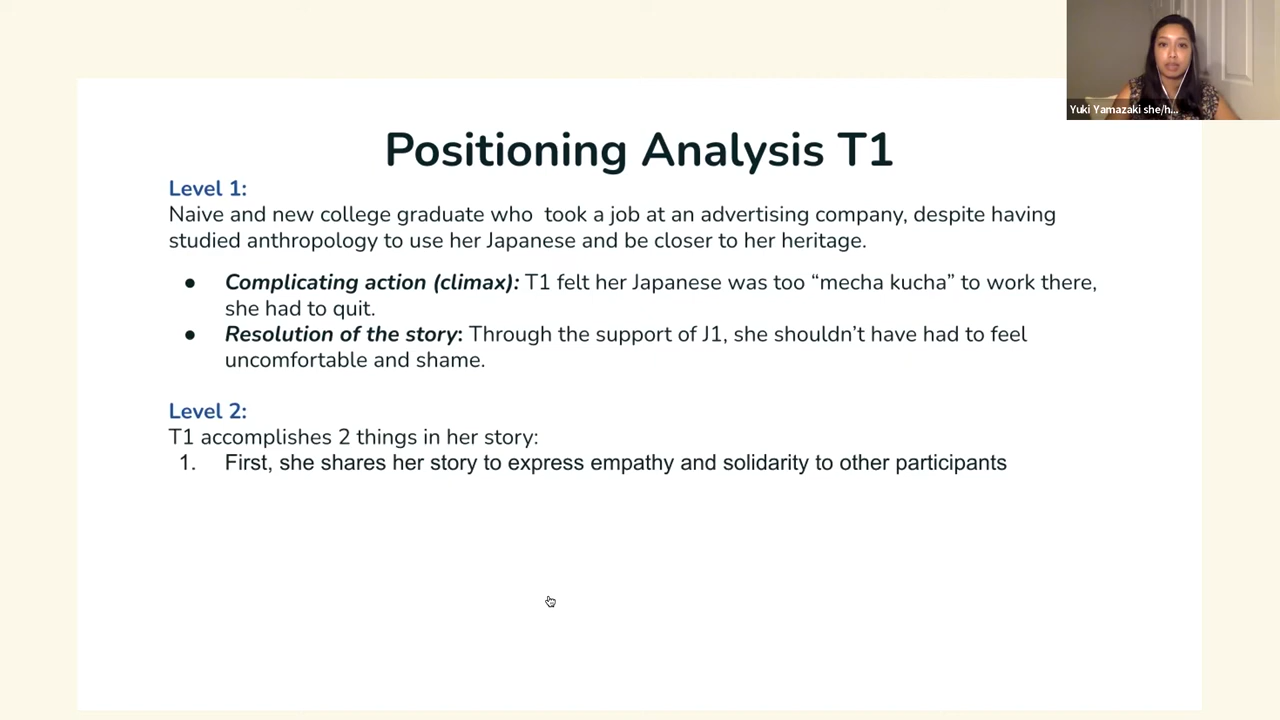 Yuki Yamazaki she/h...
Positioning Analysis T1
Level 1:
Naive and new college graduate who took a job at an advertising company, despite having
studied anthropology to use her Japanese and be closer to her heritage.
● Complicating action (climax): T1 felt her Japanese was too “mecha kucha” to work there,
she had to quit.
● Resolution of the story: Through the support of J1, she shouldn’t have had to feel
uncomfortable and shame.
Level 2:
T1 accomplishes 2 things in her story:
1. First, she shares her story to express empathy and solidarity to other participants